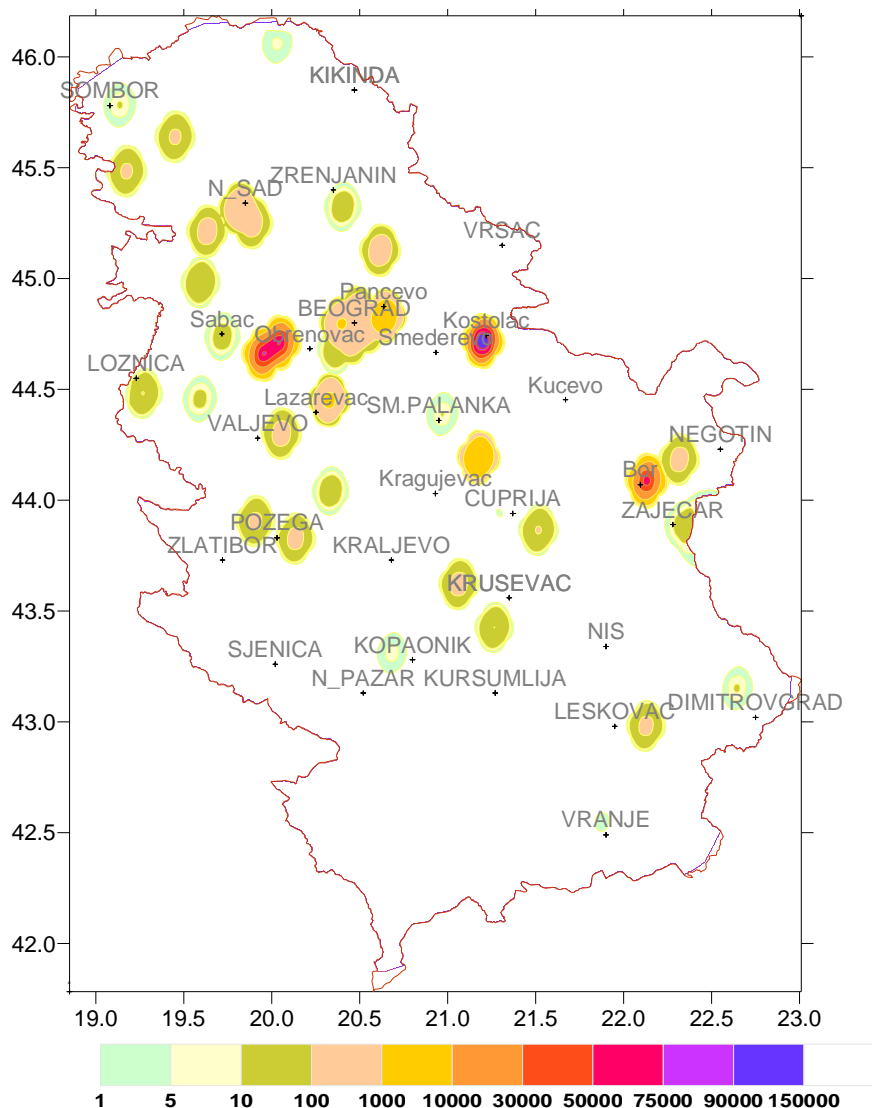 46.0
KIKINDA
SOMBOR
45.5
ZRENJANIN
N_SAD
VRSAC
45.0
Pancevo
BEOGRAD
Sabac
Kostolac
Obrenovac
Smederevo
LOZNICA
44.5
Kucevo
Lazarevac
SM.PALANKA
VALJEVO
NEGOTIN
Bor
Kragujevac
44.0
CUPRIJA
ZAJECAR
POZEGA
ZLATIBOR
KRALJEVO
43.5
KRUSEVAC
NIS
SJENICA
KOPAONIK
N_PAZAR
KURSUMLIJA
DIMITROVGRAD
43.0
LESKOVAC
VRANJE
42.5
42.0
19.0 19.5 20.0 20.5 21.0 21.5 22.0 22.5 23.0
1 5 10 100 1000 10000 30000 50000 75000 90000 150000